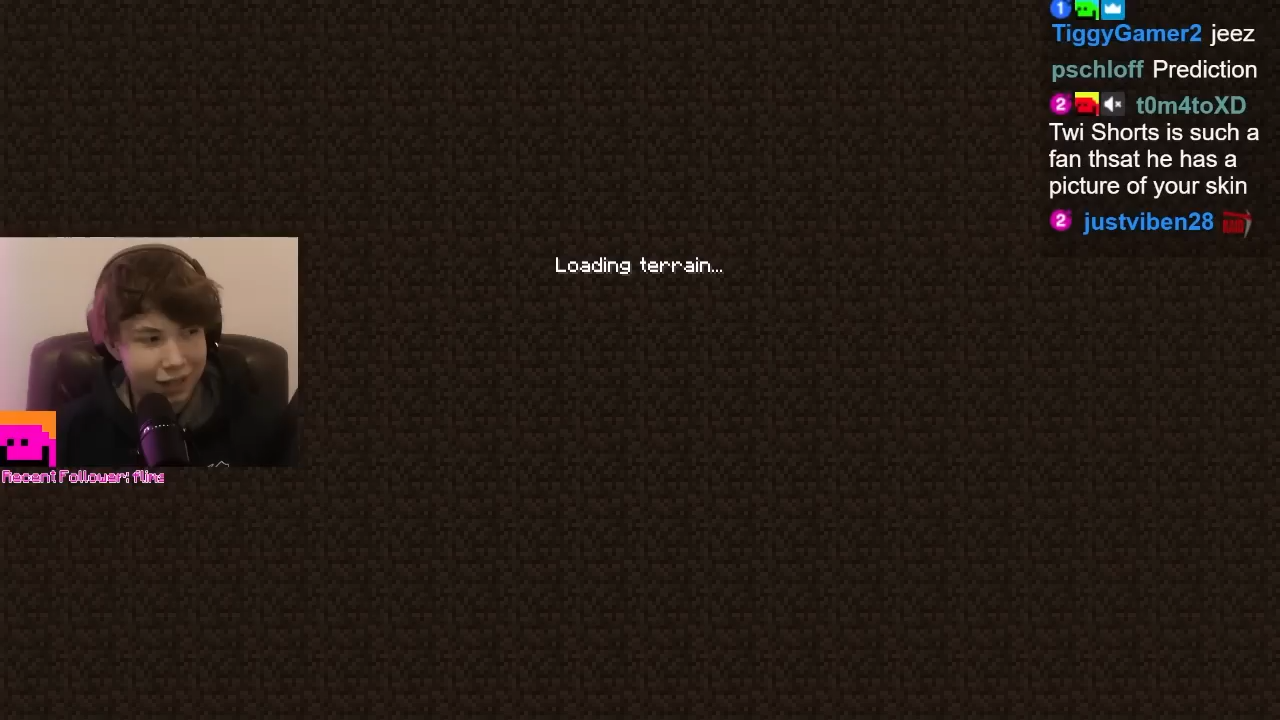 TiggyGamer2 jeez
pschloff Prediction
t0m4toXD
Twi Shorts is such a
fan thsat he has a
picture of your skin
justviben28
Loading terrain...
Recent Follower: